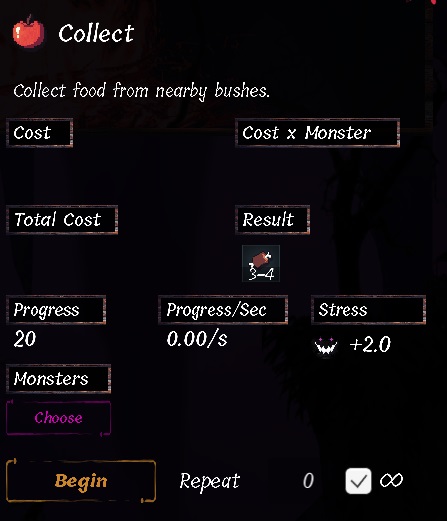 Collect
Collect food from nearby bushes.
Cost Cost x Monster
Total Cost Result
3-4
Progress Progress/Sec Stress
20 0.00/s +2.0
Monsters
Choose
Begin Repeat 0 ∞